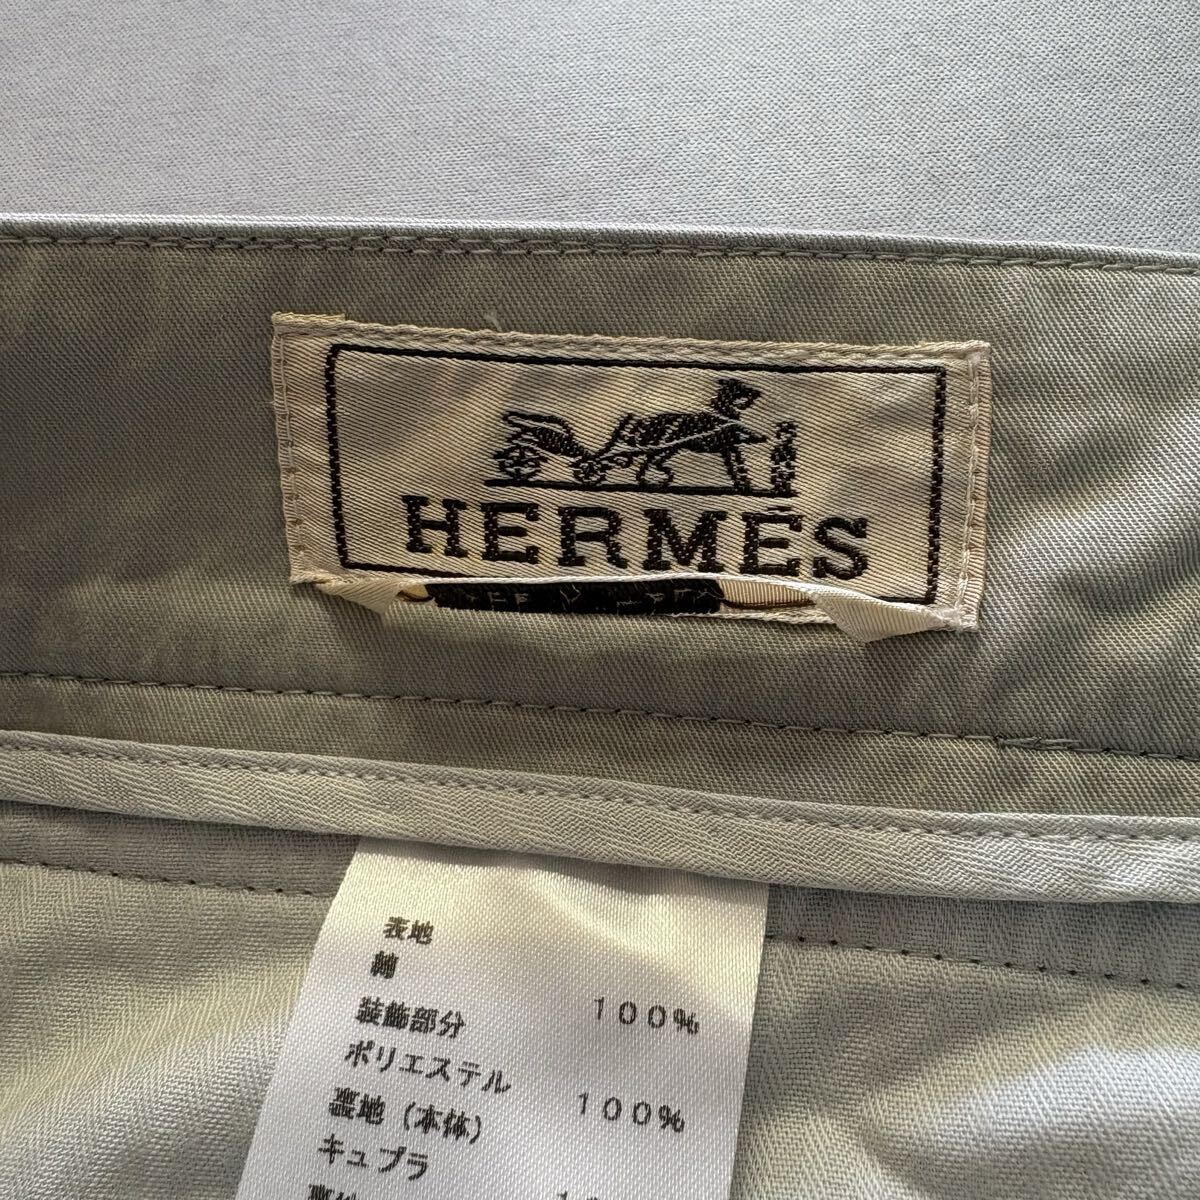 HERMÈS
表地
綿 100%
装飾部分
ポリエステル 100%
裏地(本体)
キュプラ